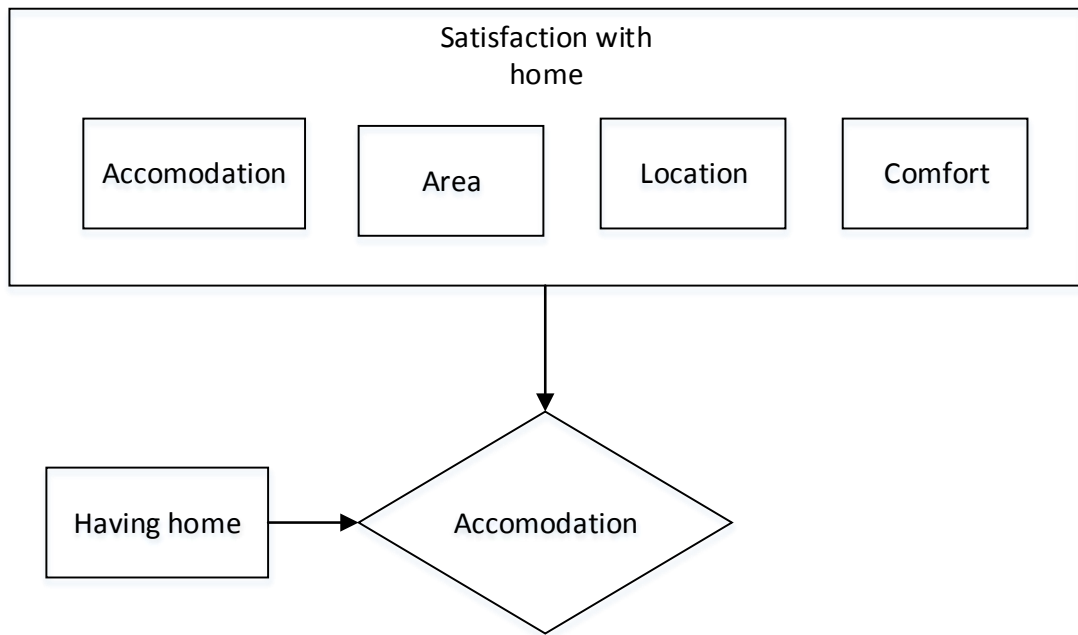 Satisfaction with
home
Accomodation
Area
Location
Comfort
Having home
Accomodation